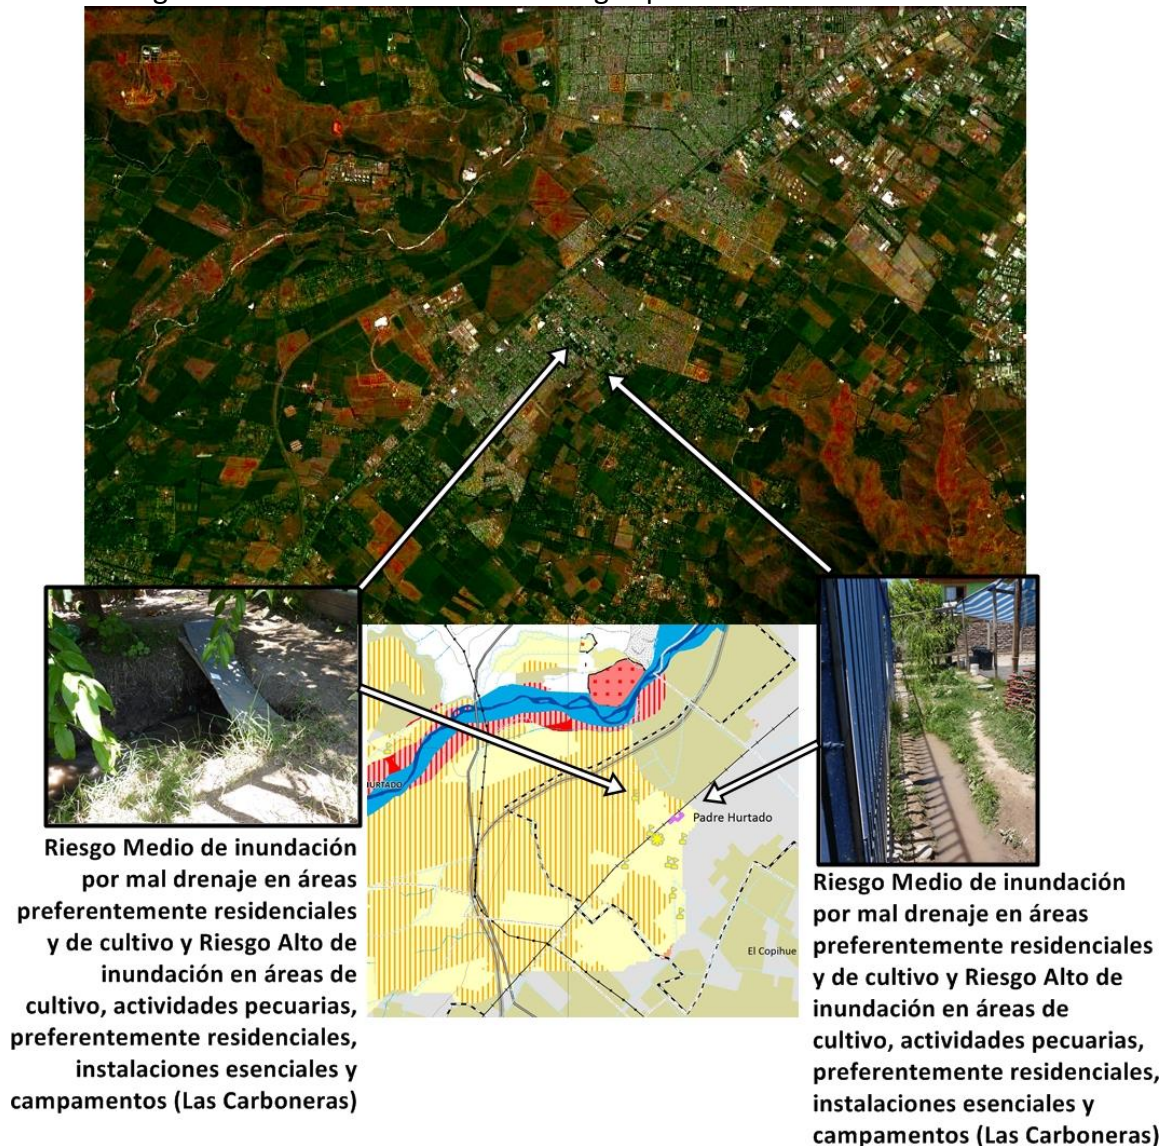 HURTADO
Padre Hurtado
El Copihue
Riesgo Medio de inundación
por mal drenaje en áreas
preferentemente residenciales
y de cultivo y Riesgo Alto de
inundación en áreas de
cultivo, actividades pecuarias,
preferentemente residenciales,
instalaciones esenciales y
campamentos (Las Carboneras)
Riesgo Medio de inundación
por mal drenaje en áreas
preferentemente residenciales
y de cultivo y Riesgo Alto de
inundación en áreas de
cultivo, actividades pecuarias,
preferentemente residenciales,
instalaciones esenciales y
campamentos (Las Carboneras)